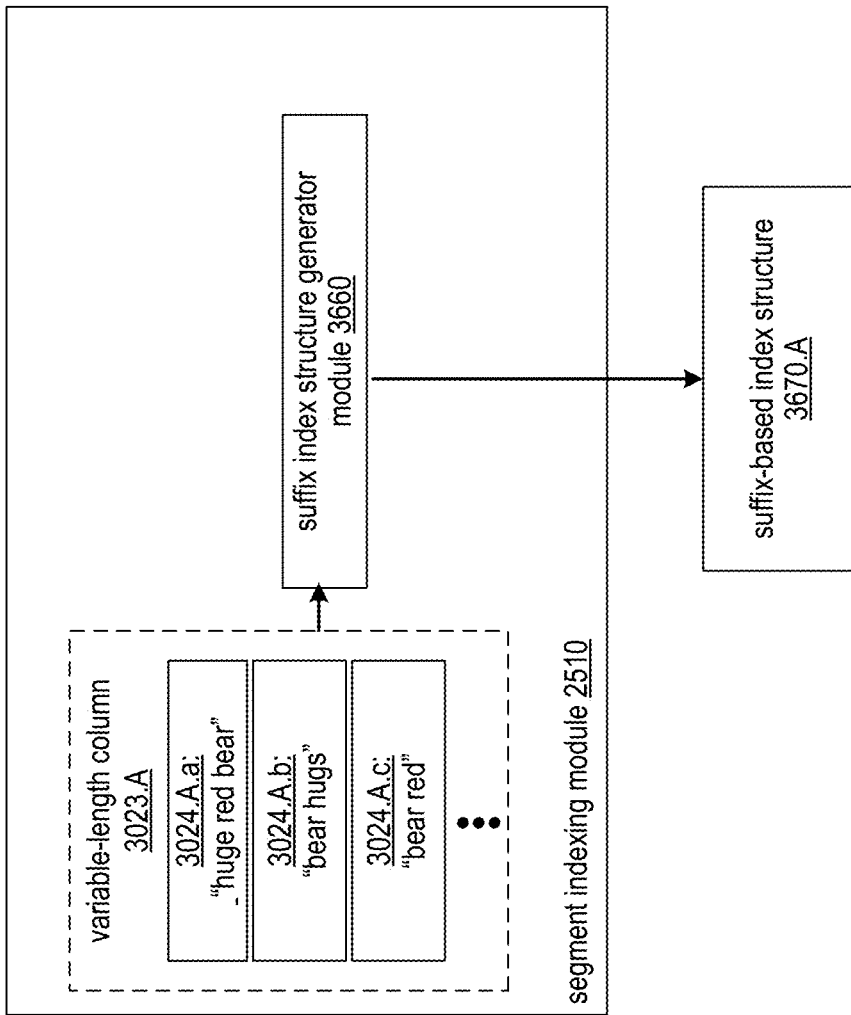 variable-length column
3023.A
3024.A.a:
"huge red bear"
3024.A.b:
"bear hugs"
3024.A.c:
"bear red"
suffix index structure generator
module 3660
segment indexing module 2510
suffix-based index structure
3670.A